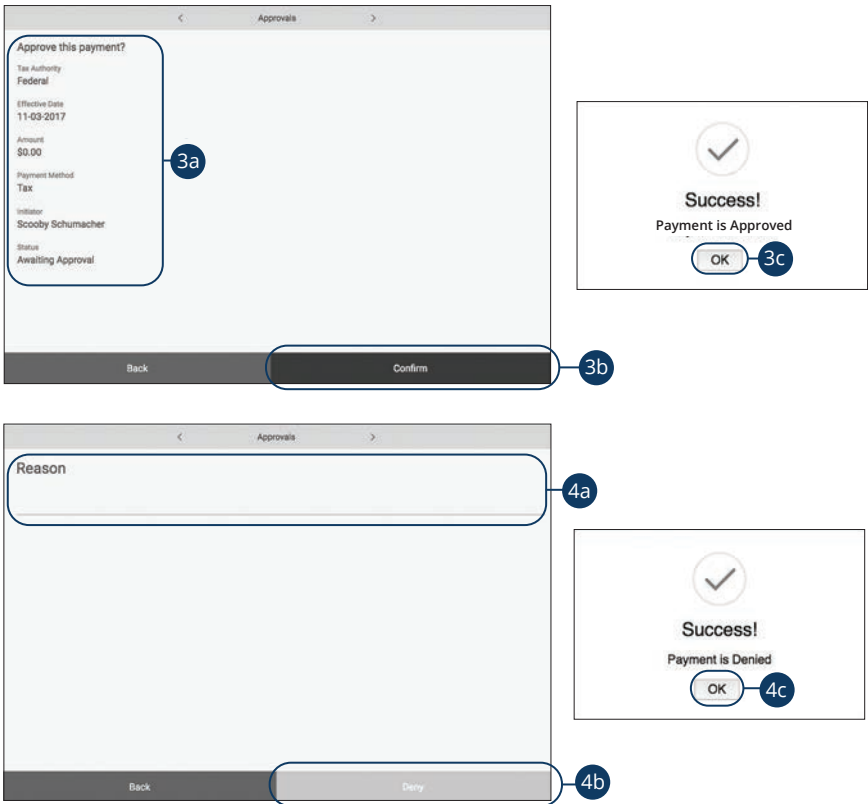 < Approvals >
Approve this payment?
Tax Authority
Federal
Effective Date
11-03-2017
Amount
$0.00
Payment Method
Tax
Initiator
Scooby Schumacher
Status
Awaiting Approval
3a
Back
Confirm
3b
Success!
Payment is Approved
OK
3c
< Approvals >
Reason
4a
Back
Deny
4b
Success!
Payment is Denied
OK
4c